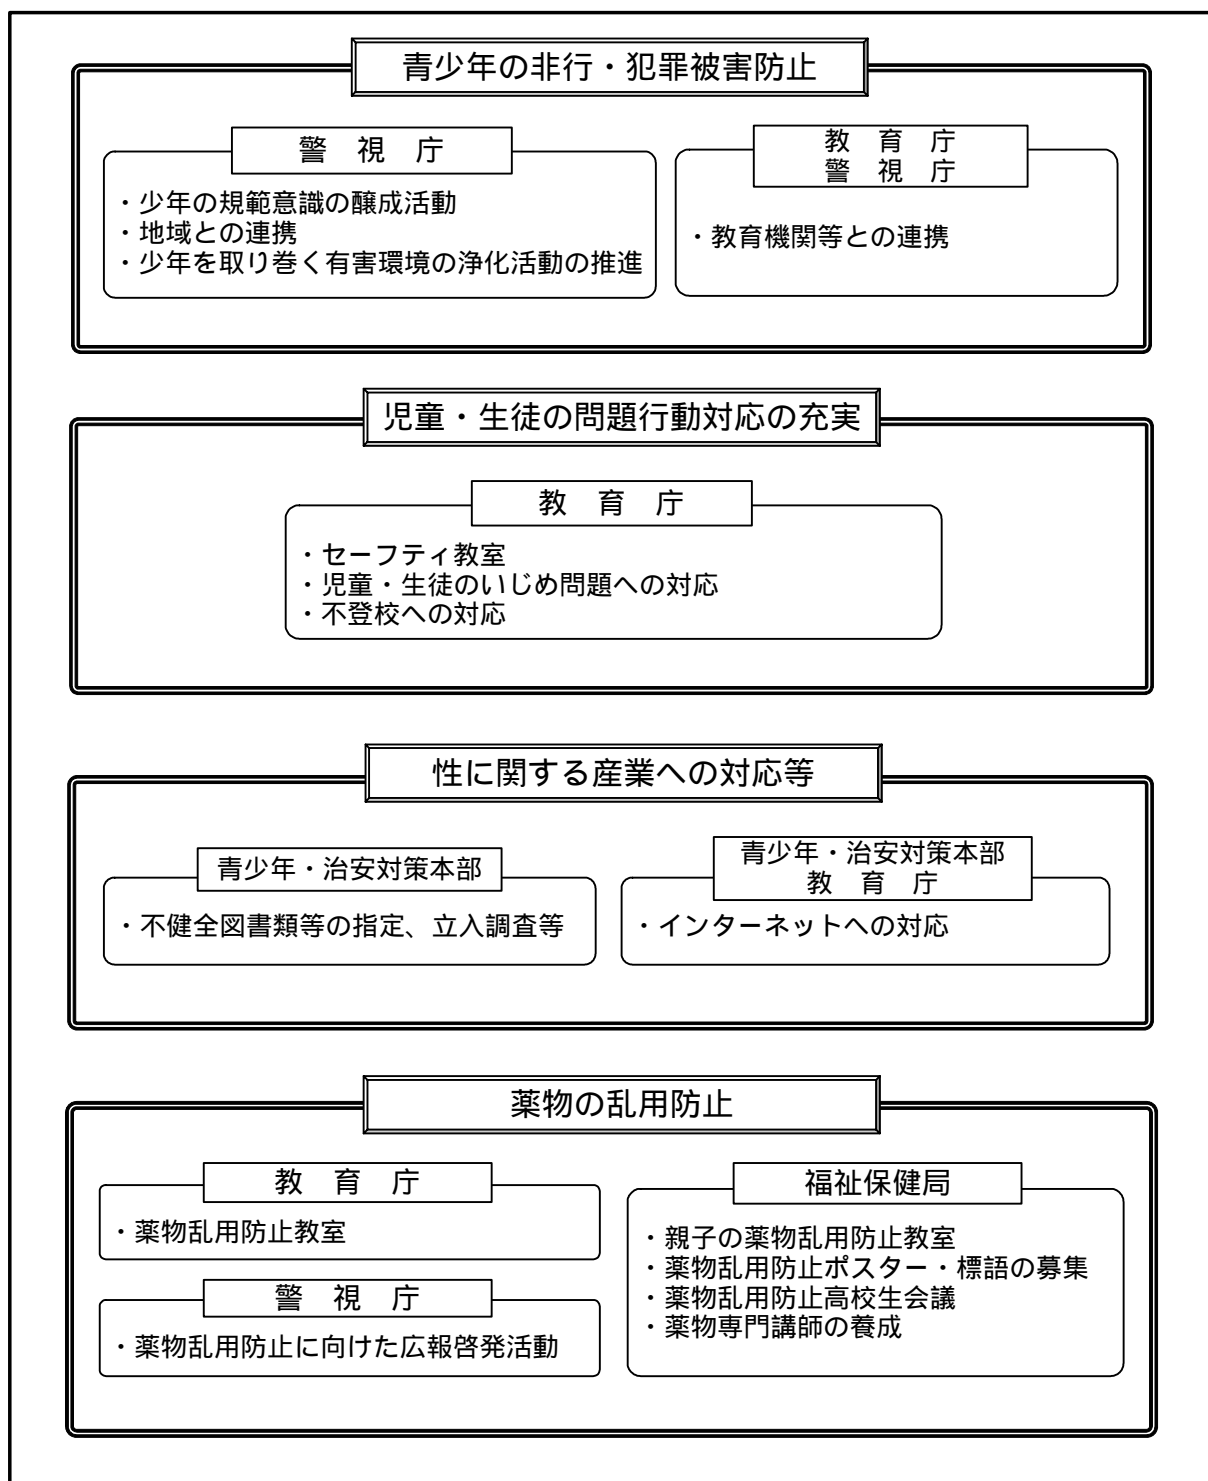 青少年の非行・犯罪被害防止
警 視 庁
・少年の規範意識の醸成活動
・地域との連携
・少年を取り巻く有害環境の浄化活動の推進
教 育 庁
警 視 庁
・教育機関等との連携
児童・生徒の問題行動対応の充実
教 育 庁
・セーフティ教室
・児童・生徒のいじめ問題への対応
・不登校への対応
性に関する産業への対応等
青少年・治安対策本部
・不健全図書類等の指定、立入調査等
青少年・治安対策本部
教 育 庁
・インターネットへの対応
薬物の乱用防止
教 育 庁
・薬物乱用防止教室
警 視 庁
・薬物乱用防止に向けた広報啓発活動
福祉保健局
・親子の薬物乱用防止教室
・薬物乱用防止ポスター・標語の募集
・薬物乱用防止高校生会議
・薬物専門講師の養成